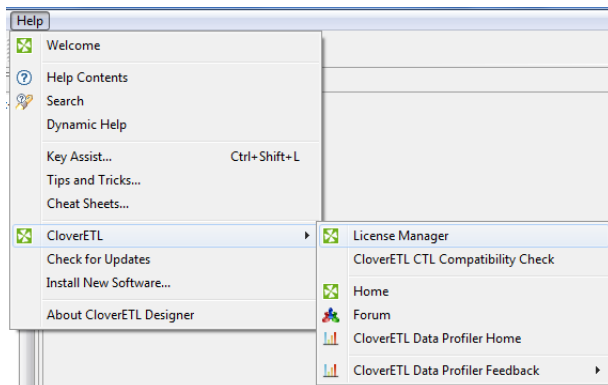 Help
Welcome
Help Contents
Search
Dynamic Help
Key Assist... Ctrl+Shift+L
Tips and Tricks...
Cheat Sheets...
CloverETL
Check for Updates
Install New Software...
About CloverETL Designer
License Manager
CloverETL CTL Compatibility Check
Home
Forum
CloverETL Data Profiler Home
CloverETL Data Profiler Feedback